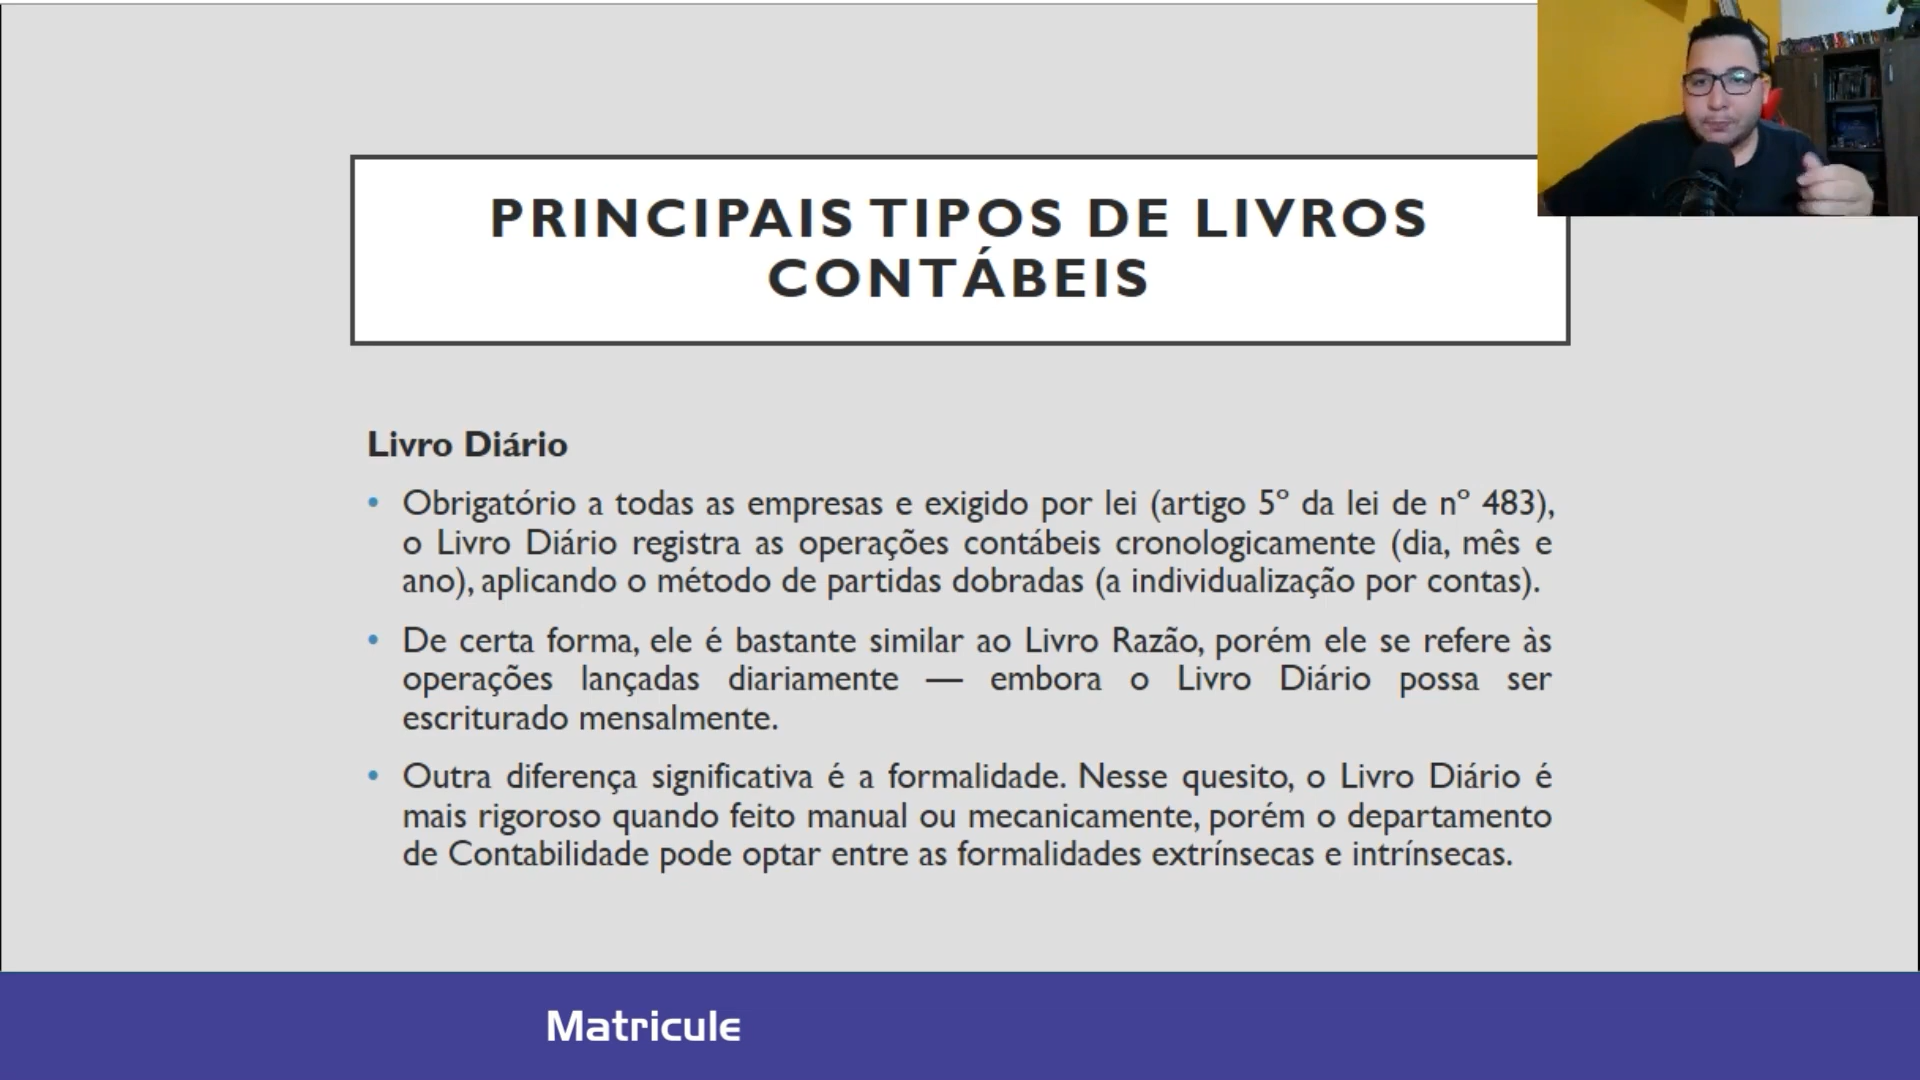 PRINCIPAIS TIPOS DE LIVROS
CONTÁBEIS
Livro Diário
• Obrigatório a todas as empresas e exigido por lei (artigo 5º da lei de nº 483),
o Livro Diário registra as operações contábeis cronologicamente (dia, mês e
ano), aplicando o método de partidas dobradas (a individualização por contas).
• De certa forma, ele é bastante similar ao Livro Razão, porém ele se refere às
operações lançadas diariamente — embora o Livro Diário possa ser
escriturado mensalmente.
• Outra diferença significativa é a formalidade. Nesse quesito, o Livro Diário é
mais rigoroso quando feito manual ou mecanicamente, porém o departamento
de Contabilidade pode optar entre as formalidades extrínsecas e intrínsecas.
Matricule